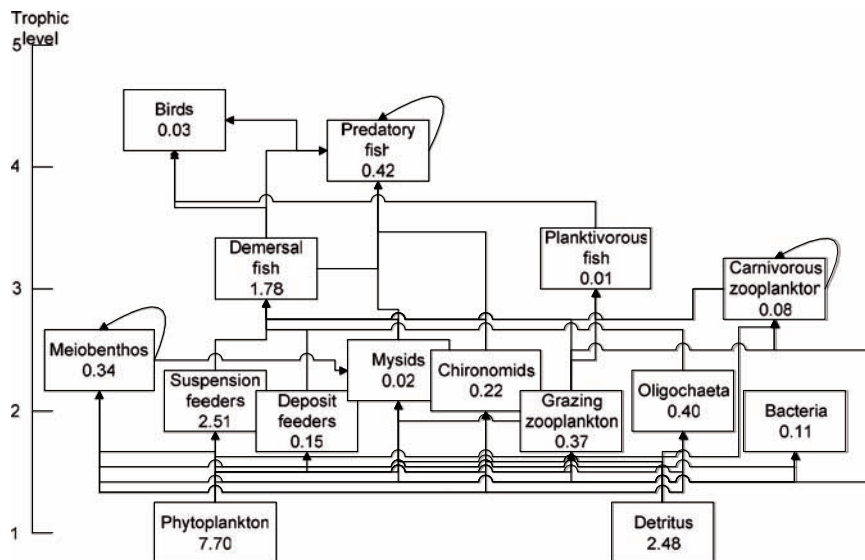 Trophic
level
5
Birds
0.03
Predatory
fish
0.42
4
Demersal
fish
1.78
Planktivorous
fish
0.01
Carnivorous
zooplankton
0.08
3
Meiobenthos
0.34
Mysids
0.02
Chironomids
0.22
Suspension
feeders
2.51
Deposit
feeders
0.15
Grazing
zooplankton
0.37
Oligochaeta
0.40
Bacteria
0.11
2
Phytoplankton
7.70
Detritus
2.48
1